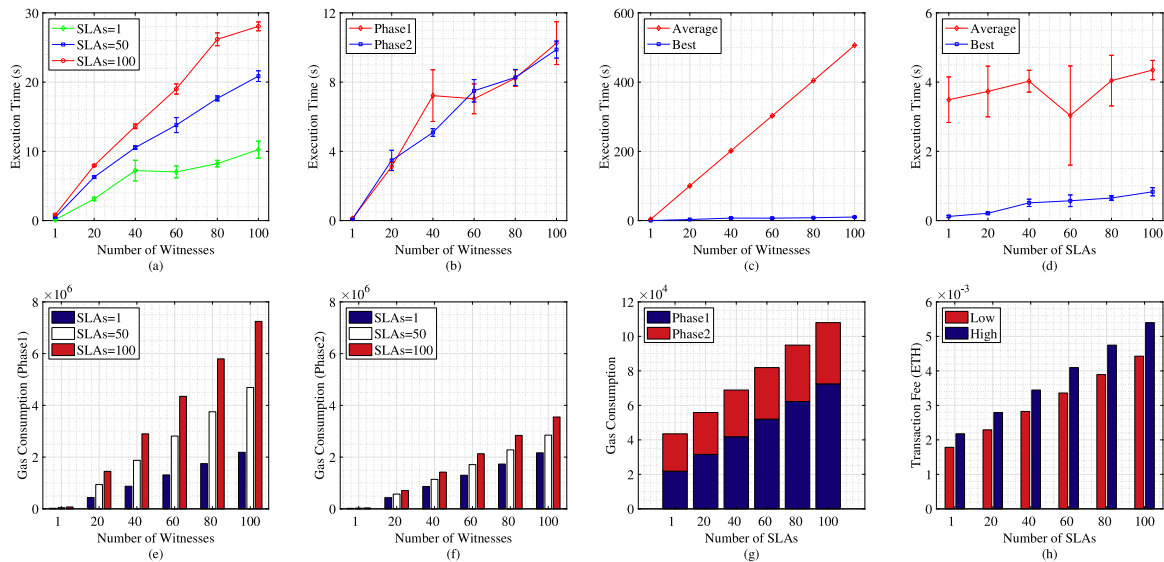 30
20
10
0
Execution Time (s)
SLAs=1
SLAs=50
SLAs=100
1 20 40 60 80 100
Number of Witnesses
(a)
12
8
4
0
Execution Time (s)
Phase1
Phase2
1 20 40 60 80 100
Number of Witnesses
(b)
600
400
200
0
Execution Time (s)
Average
Best
1 20 40 60 80 100
Number of Witnesses
(c)
6
4
2
0
Execution Time (s)
Average
Best
1 20 40 60 80 100
Number of SLAs
(d)
×10⁶
8
6
4
2
0
Gas Consumption (Phase1)
SLAs=1
SLAs=50
SLAs=100
1 20 40 60 80 100
Number of Witnesses
(e)
×10⁶
8
6
4
2
0
Gas Consumption (Phase2)
SLAs=1
SLAs=50
SLAs=100
1 20 40 60 80 100
Number of Witnesses
(f)
×10⁴
12
10
8
6
4
2
0
Gas Consumption
Phase1
Phase2
1 20 40 60 80 100
Number of SLAs
(g)
×10⁻³
6
5
4
3
2
1
0
Transaction Fee (ETH)
Low
High
1 20 40 60 80 100
Number of SLAs
(h)